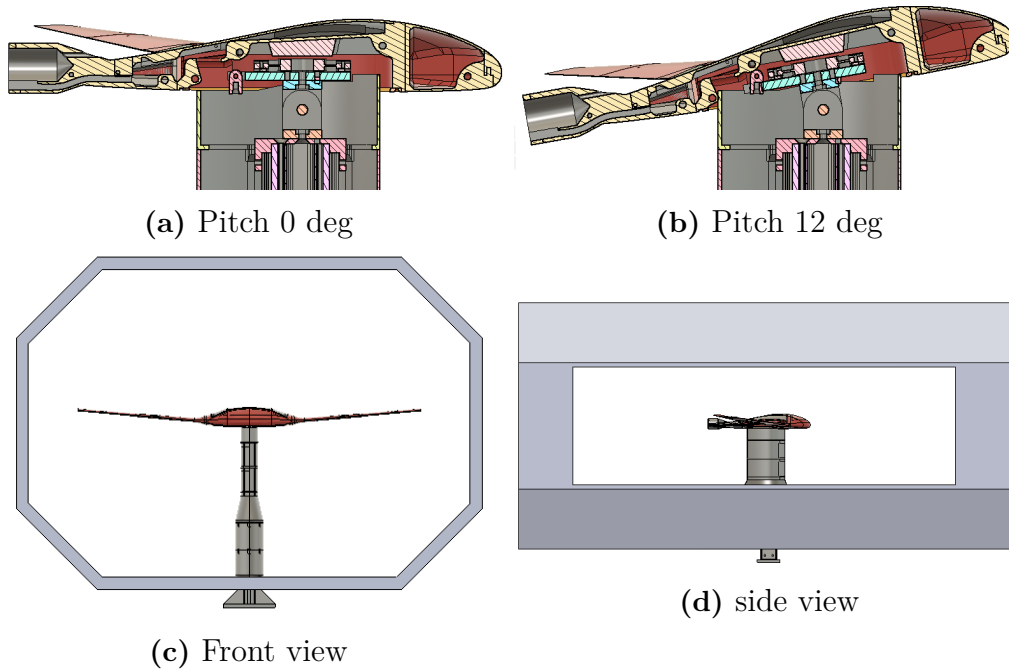 (a) Pitch 0 deg
(b) Pitch 12 deg
(c) Front view
(d) side view